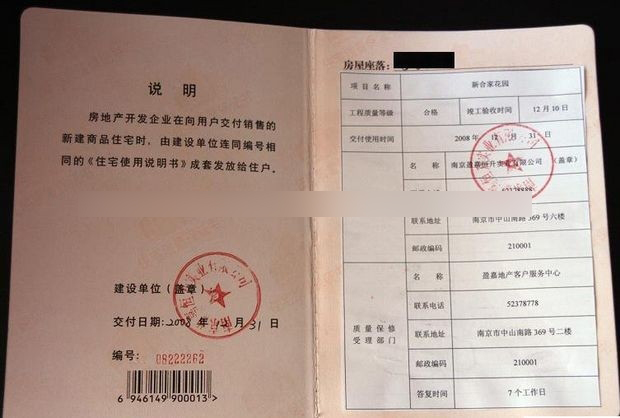 说 明
房地产开发企业在向用户交付销售的
新建商品住宅时，由建设单位连同编号相
同的《住宅使用说明书》成套发放给住户。
建设单位（盖章）
交付日期：2008 年 12 月 31 日
编号：08222262
6 946149 900013 >
房屋座落：
项目名称 新合家花园
工程质量等级 合格 竣工验收时间 12 月 10 日
交付使用时间 2008 年 12 月 31 日
名 称 南京盈嘉恒升实业有限公司 （盖章）
联系地址 南京市中山南路 369 号六楼
邮政编码 210001
质量保修
受理部门
名 称 盈嘉地产客户服务中心
联系电话 52378778
联系地址 南京市中山南路 369 号二楼
邮政编码 210001
答复时间 7 个工作日